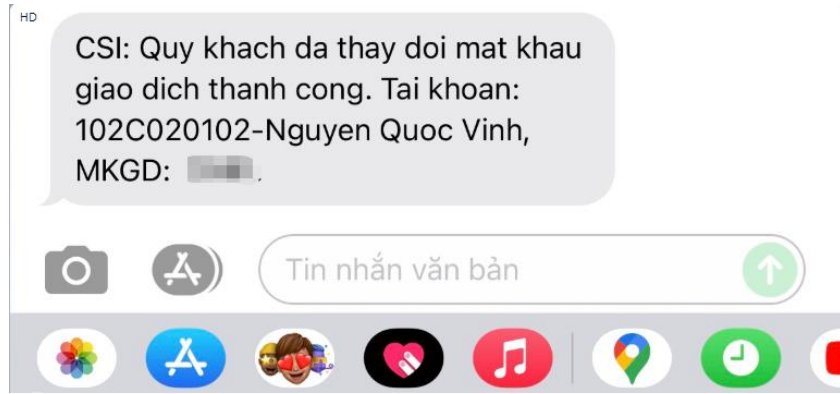 HD
CSI: Quy khach da thay doi mat khau
giao dich thanh cong. Tai khoan:
102C020102-Nguyen Quoc Vinh,
MKGD: .
Tin nhắn văn bản